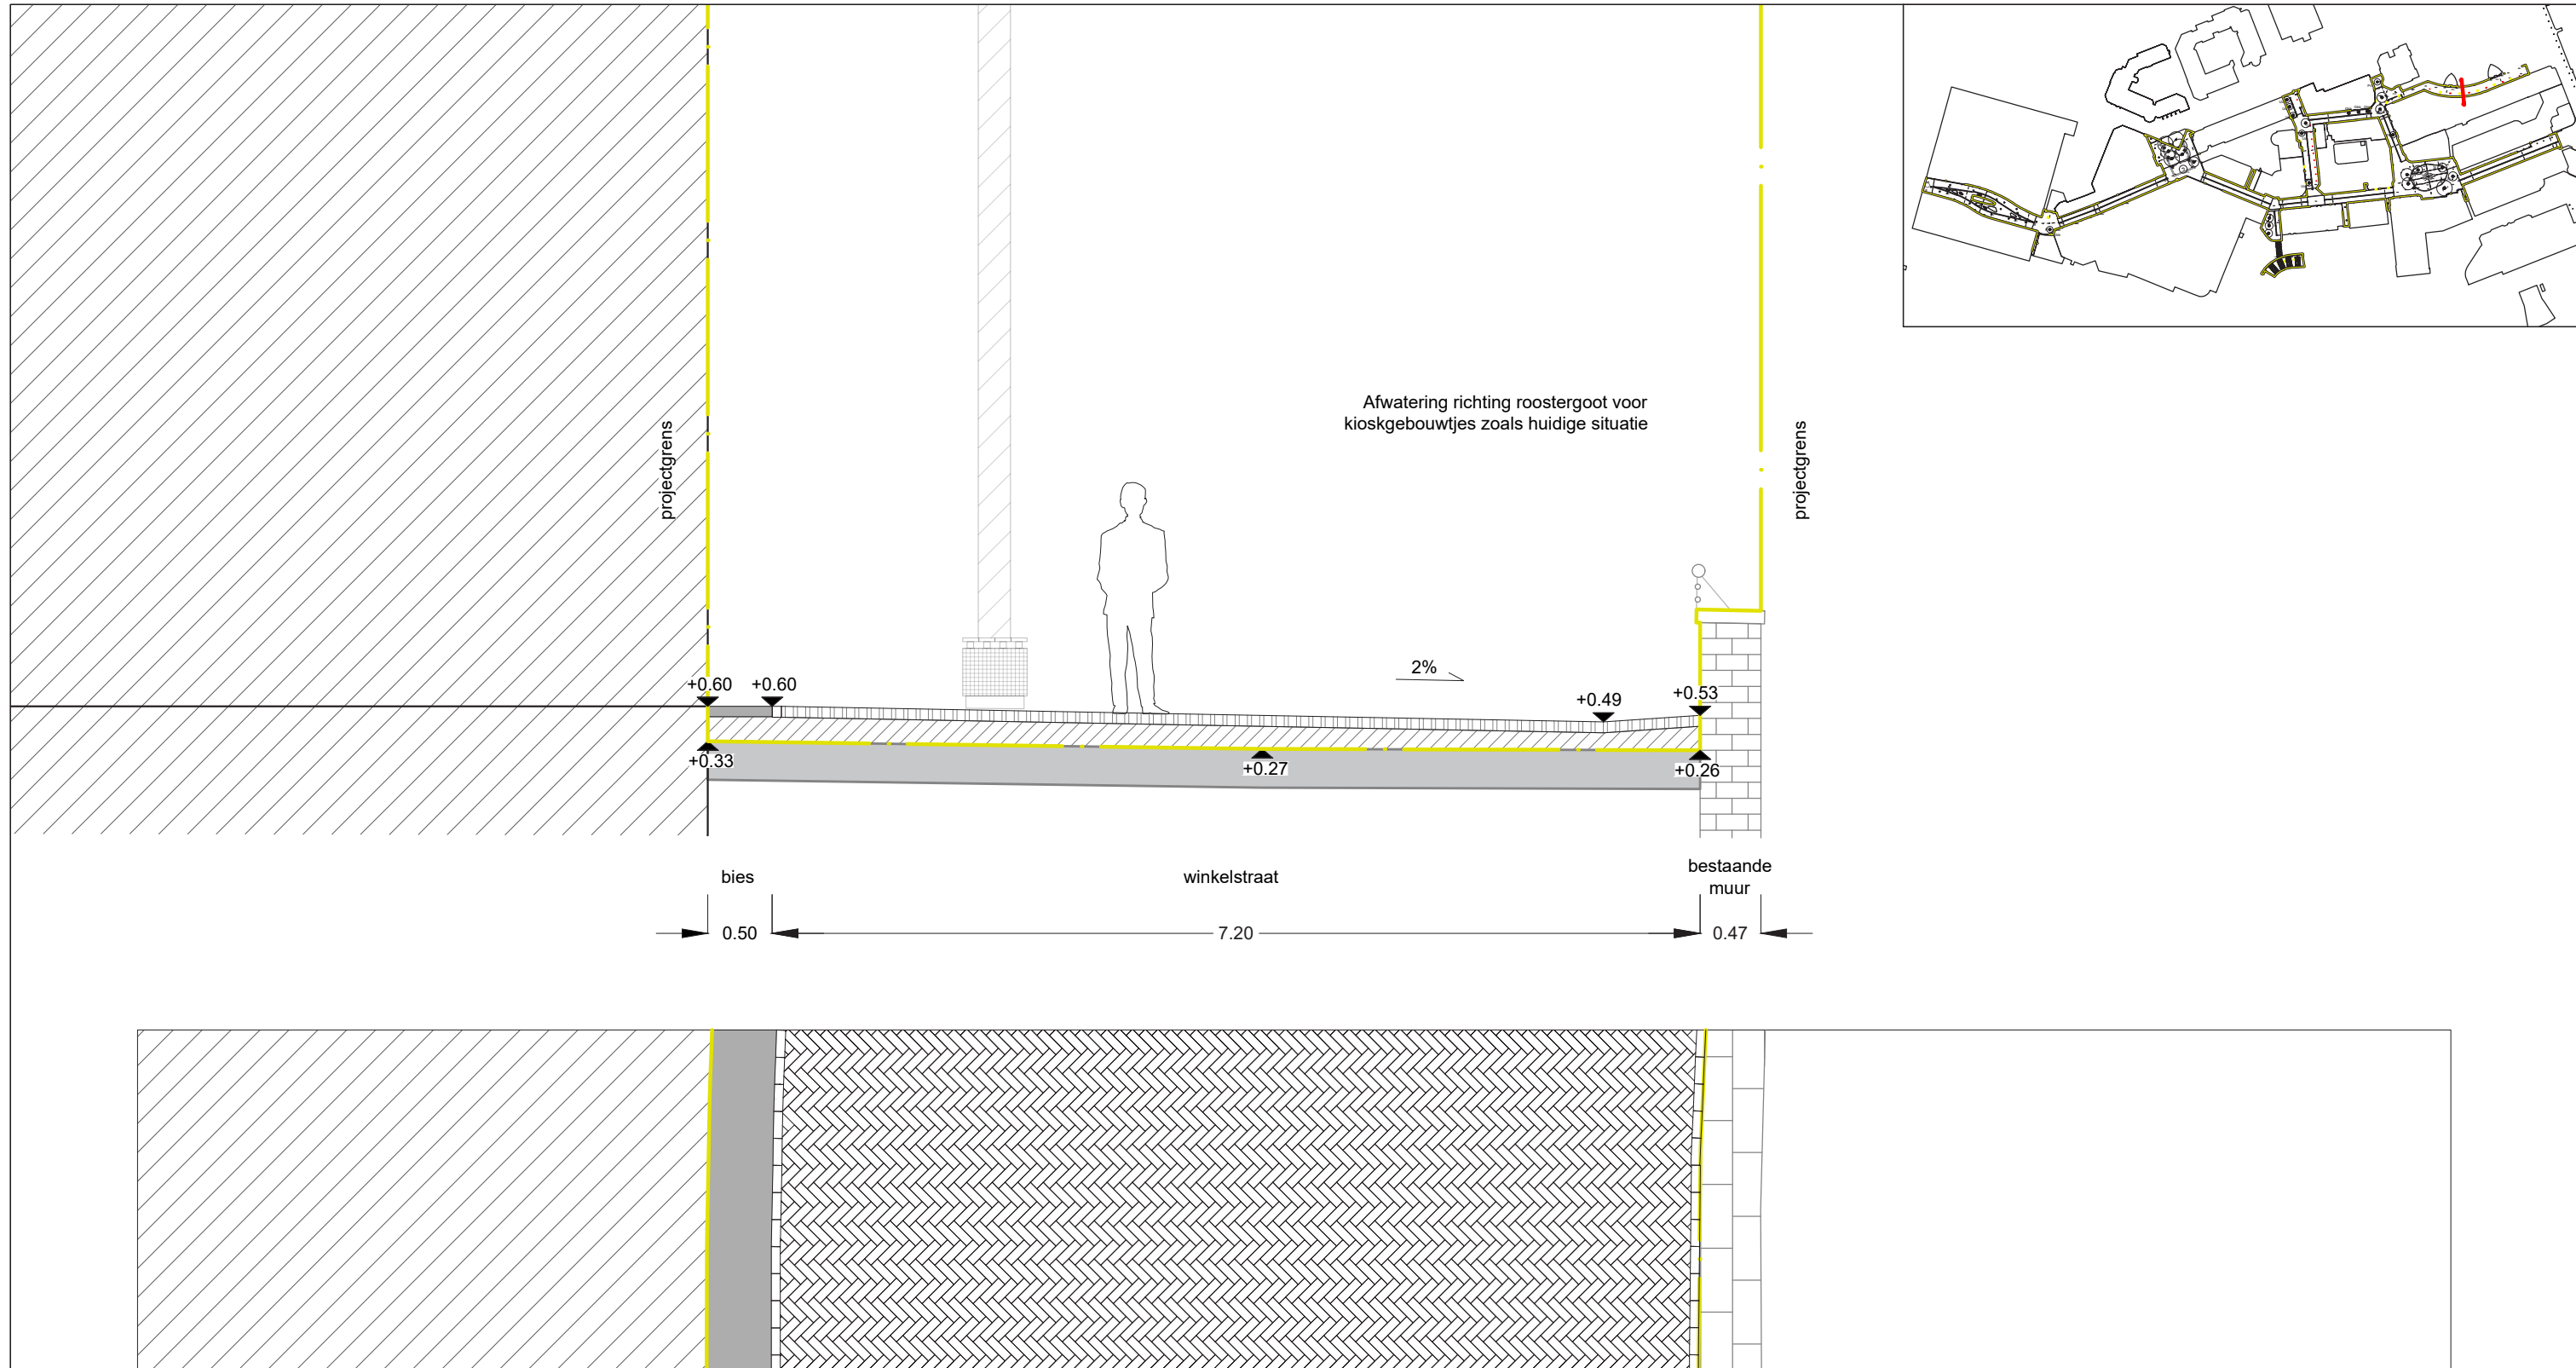 Afwatering richting roostergoot voor
kioskgebouwtjes zoals huidige situatie
projectgrens
projectgrens
2%
+0.60
+0.60
+0.49
+0.53
+0.33
+0.27
+0.26
bies
winkelstraat
bestaande
muur
0.50
7.20
0.47